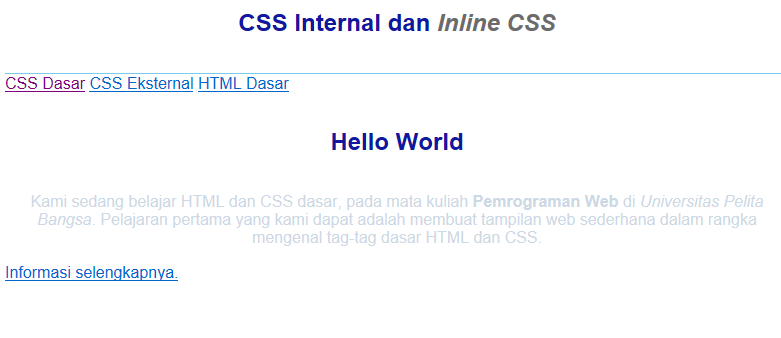 CSS Internal dan Inline CSS
CSS Dasar CSS Eksternal HTML Dasar
Hello World
Kami sedang belajar HTML dan CSS dasar, pada mata kuliah Pemrograman Web di Universitas Pelita
Bangsa. Pelajaran pertama yang kami dapat adalah membuat tampilan web sederhana dalam rangka
mengenal tag-tag dasar HTML dan CSS.
Informasi selengkapnya.